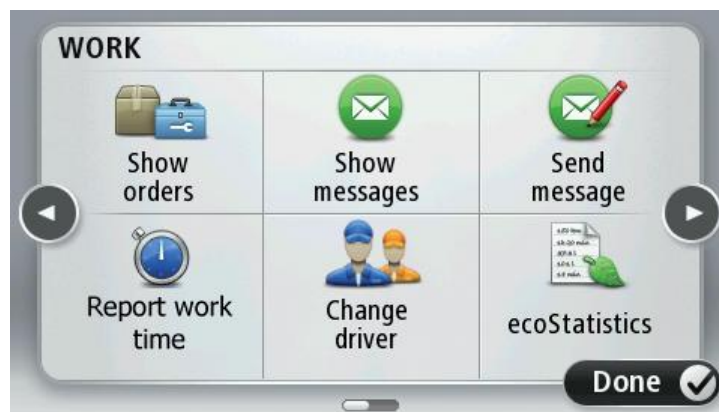 WORK
Show
orders
Show
messages
Send
message
Report work
time
Change
driver
ecoStatistics
Done